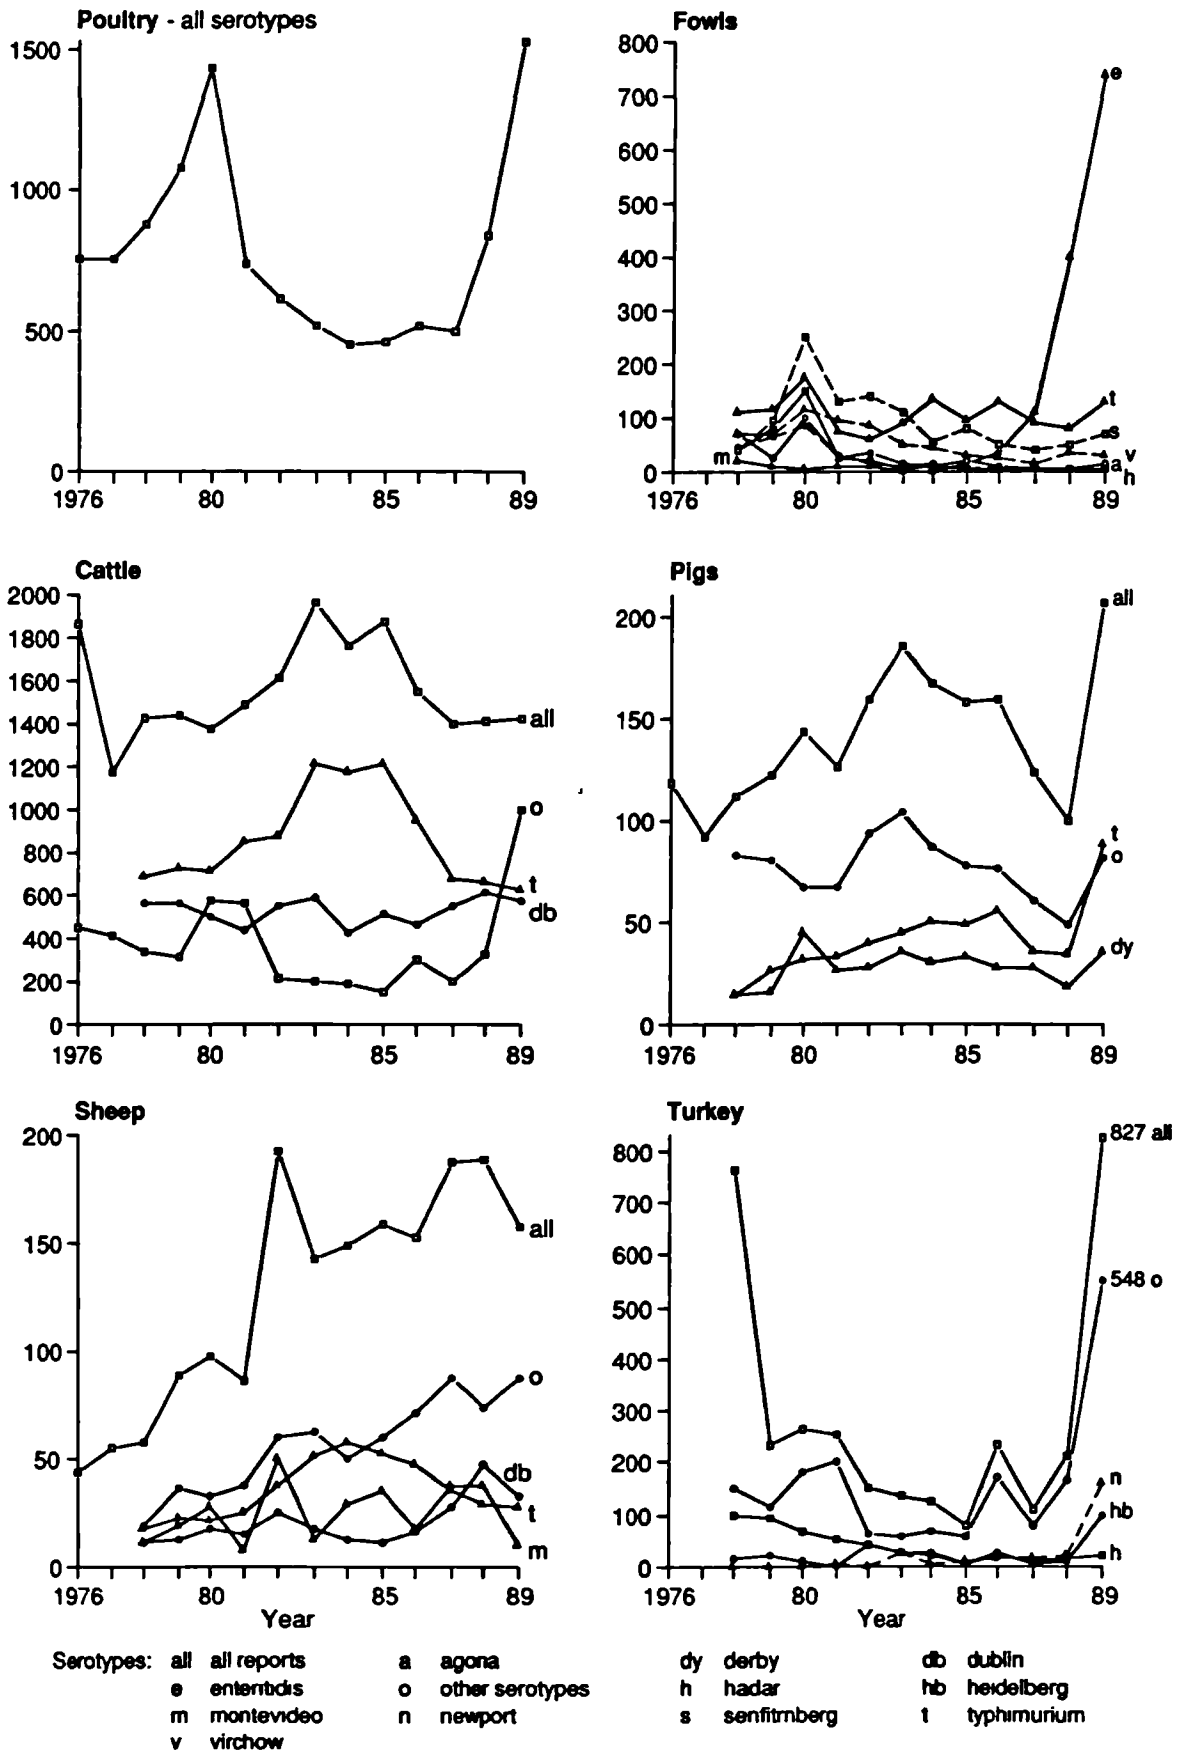 Poultry - all serotypes
1500
1000
500
0
1976 80 85 89
Fowls
800
700
600
500
400
300
200
100
0
e
t
s
v
a
h
m
1976 80 85 89
Cattle
2000
1800
1600
1400
1200
1000
800
600
400
200
0
all
o
t
db
1976 80 85 89
Pigs
200
150
100
50
0
all
t
o
dy
1976 80 85 89
Sheep
200
150
100
50
0
all
o
db
t
m
1976 80 85 89
Year
Turkey
800
700
600
500
400
300
200
100
0
827 all
548 o
n
hb
h
1976 80 85 89
Year
Serotypes: all all reports a agona dy derby db dublin
e enteritidis o other serotypes h hadar hb heidelberg
m montevideo n newport s senfitrnberg t typhimurium
v virchow